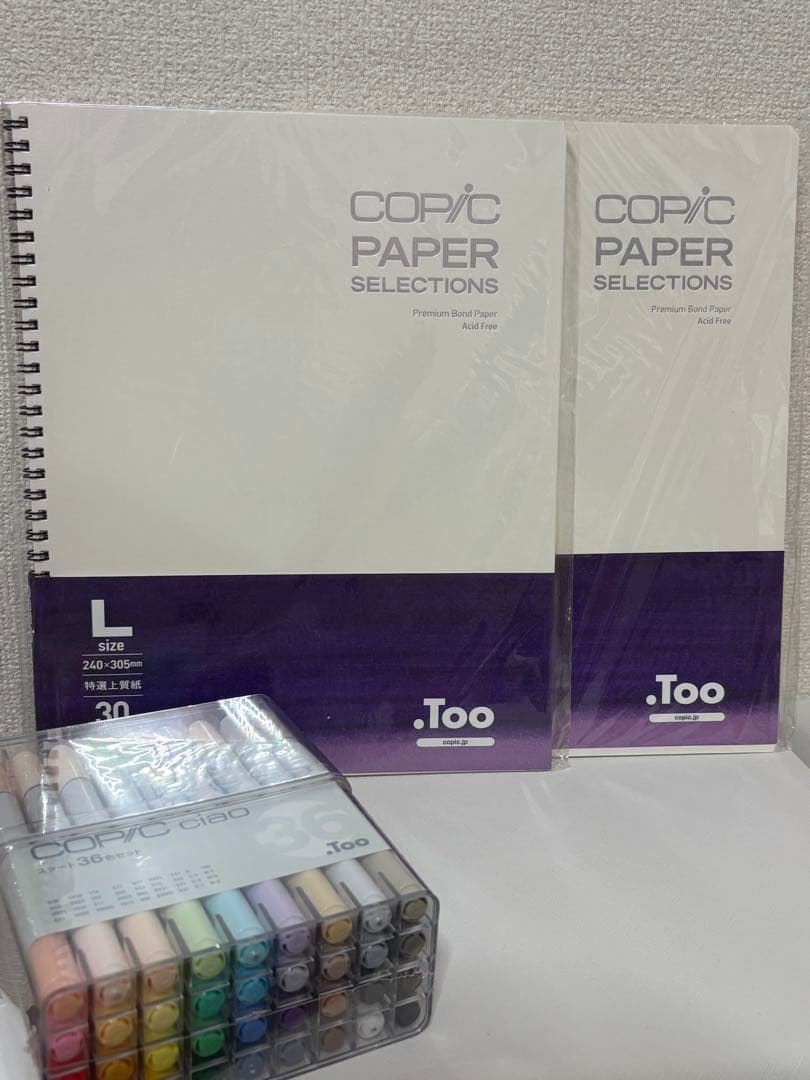 COPIC
PAPER
SELECTIONS
Premium Bond Paper
Acid Free
L
size
240×305mm
特選上質紙
30
.Too
copic.jp
COPIC
PAPER
SELECTIONS
Premium Bond Paper
Acid Free
.Too
copic.jp
COPIC ciao
36
スタート36色セット
.Too